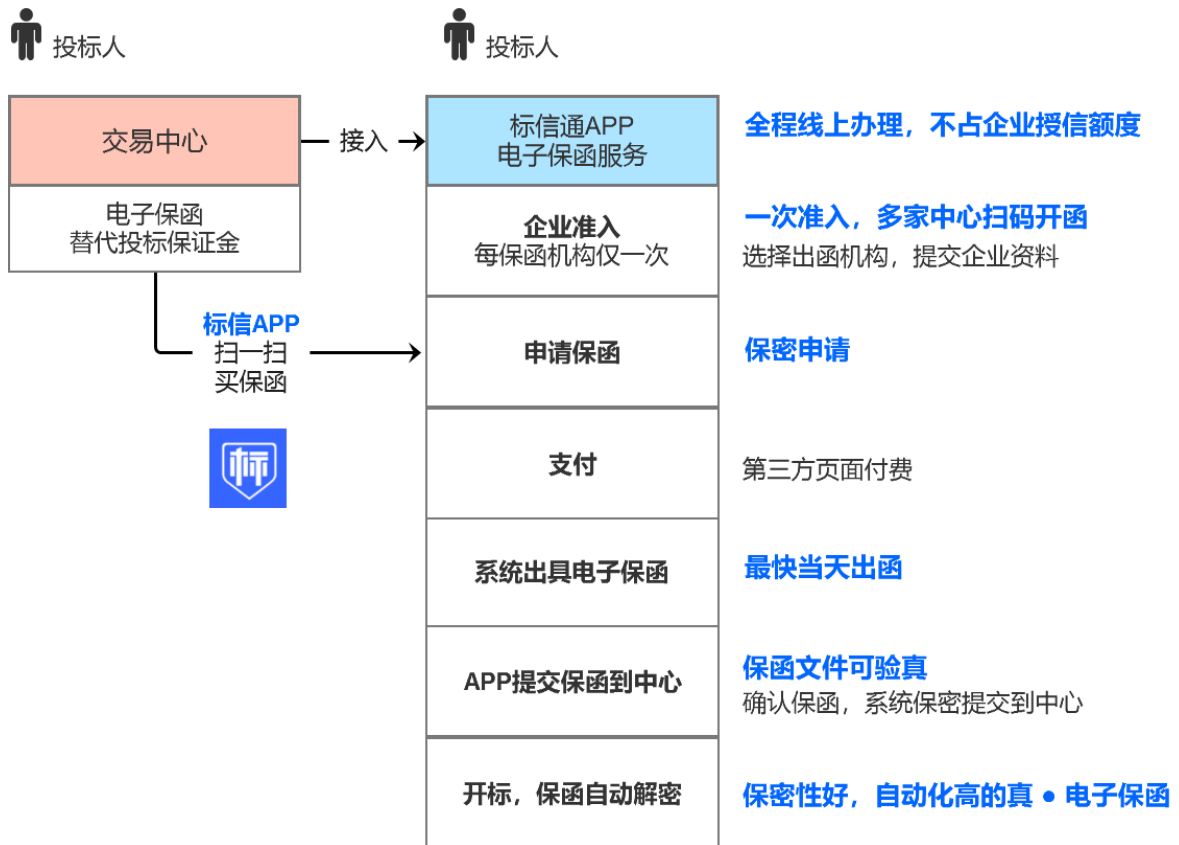 投标人
投标人
交易中心
接入
标信通APP
电子保函服务
全程线上办理，不占企业授信额度
电子保函
替代投标保证金
企业准入
每保函机构仅一次
一次准入，多家中心扫码开函
选择出函机构，提交企业资料
标信APP
扫一扫
买保函
标
申请保函
保密申请
支付
第三方页面付费
系统出具电子保函
最快当天出函
APP提交保函到中心
保函文件可验真
确认保函，系统保密提交到中心
开标，保函自动解密
保密性好，自动化高的真 ● 电子保函